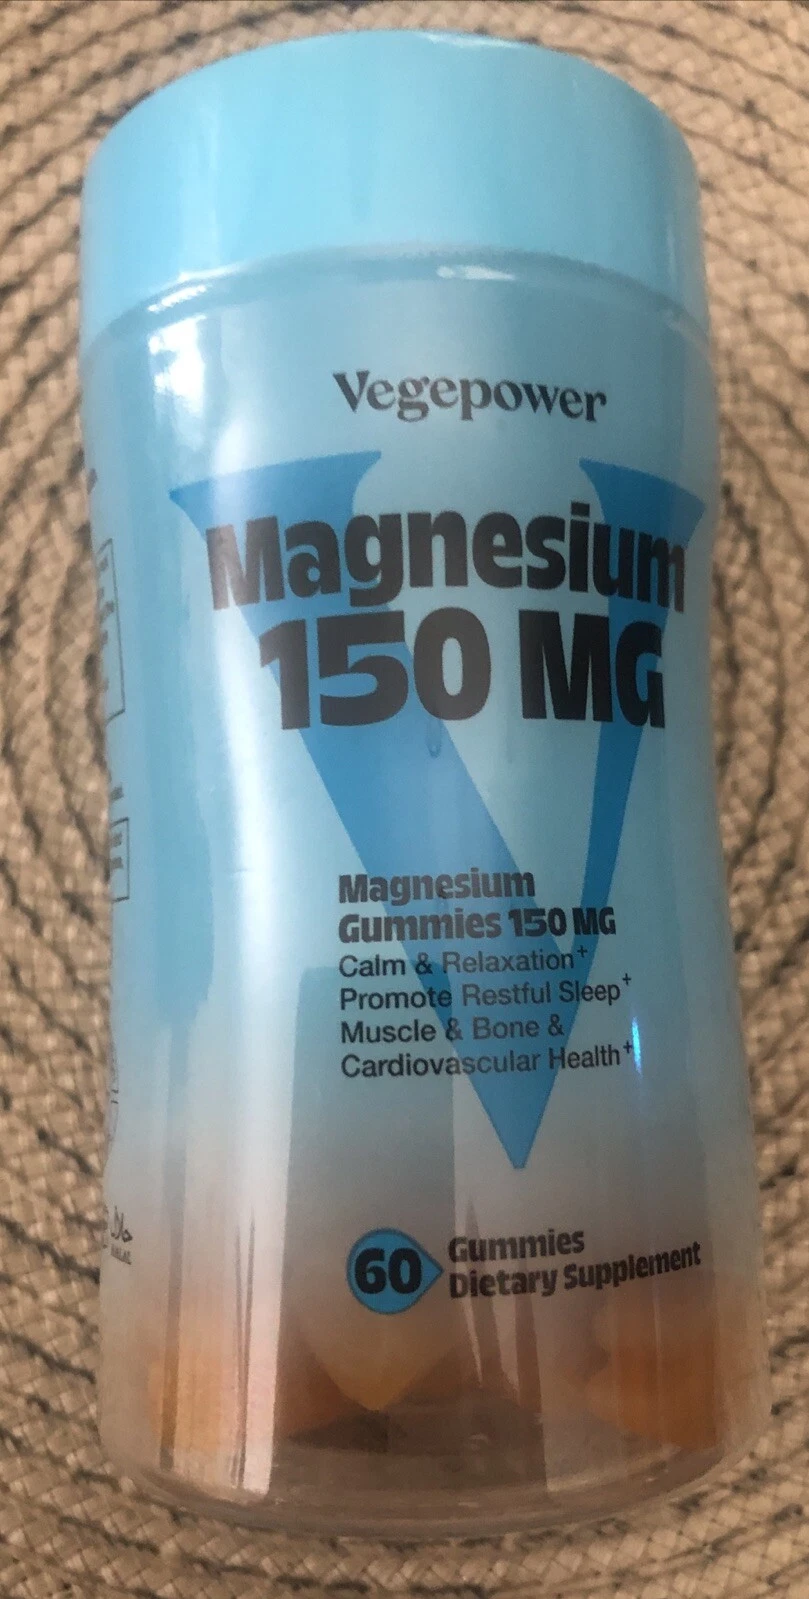 Vegepower
Magnesium
150 MG
Magnesium
Gummies 150 MG
Calm & Relaxation+
Promote Restful Sleep+
Muscle & Bone &
Cardiovascular Health+
60
Gummies
Dietary Supplement